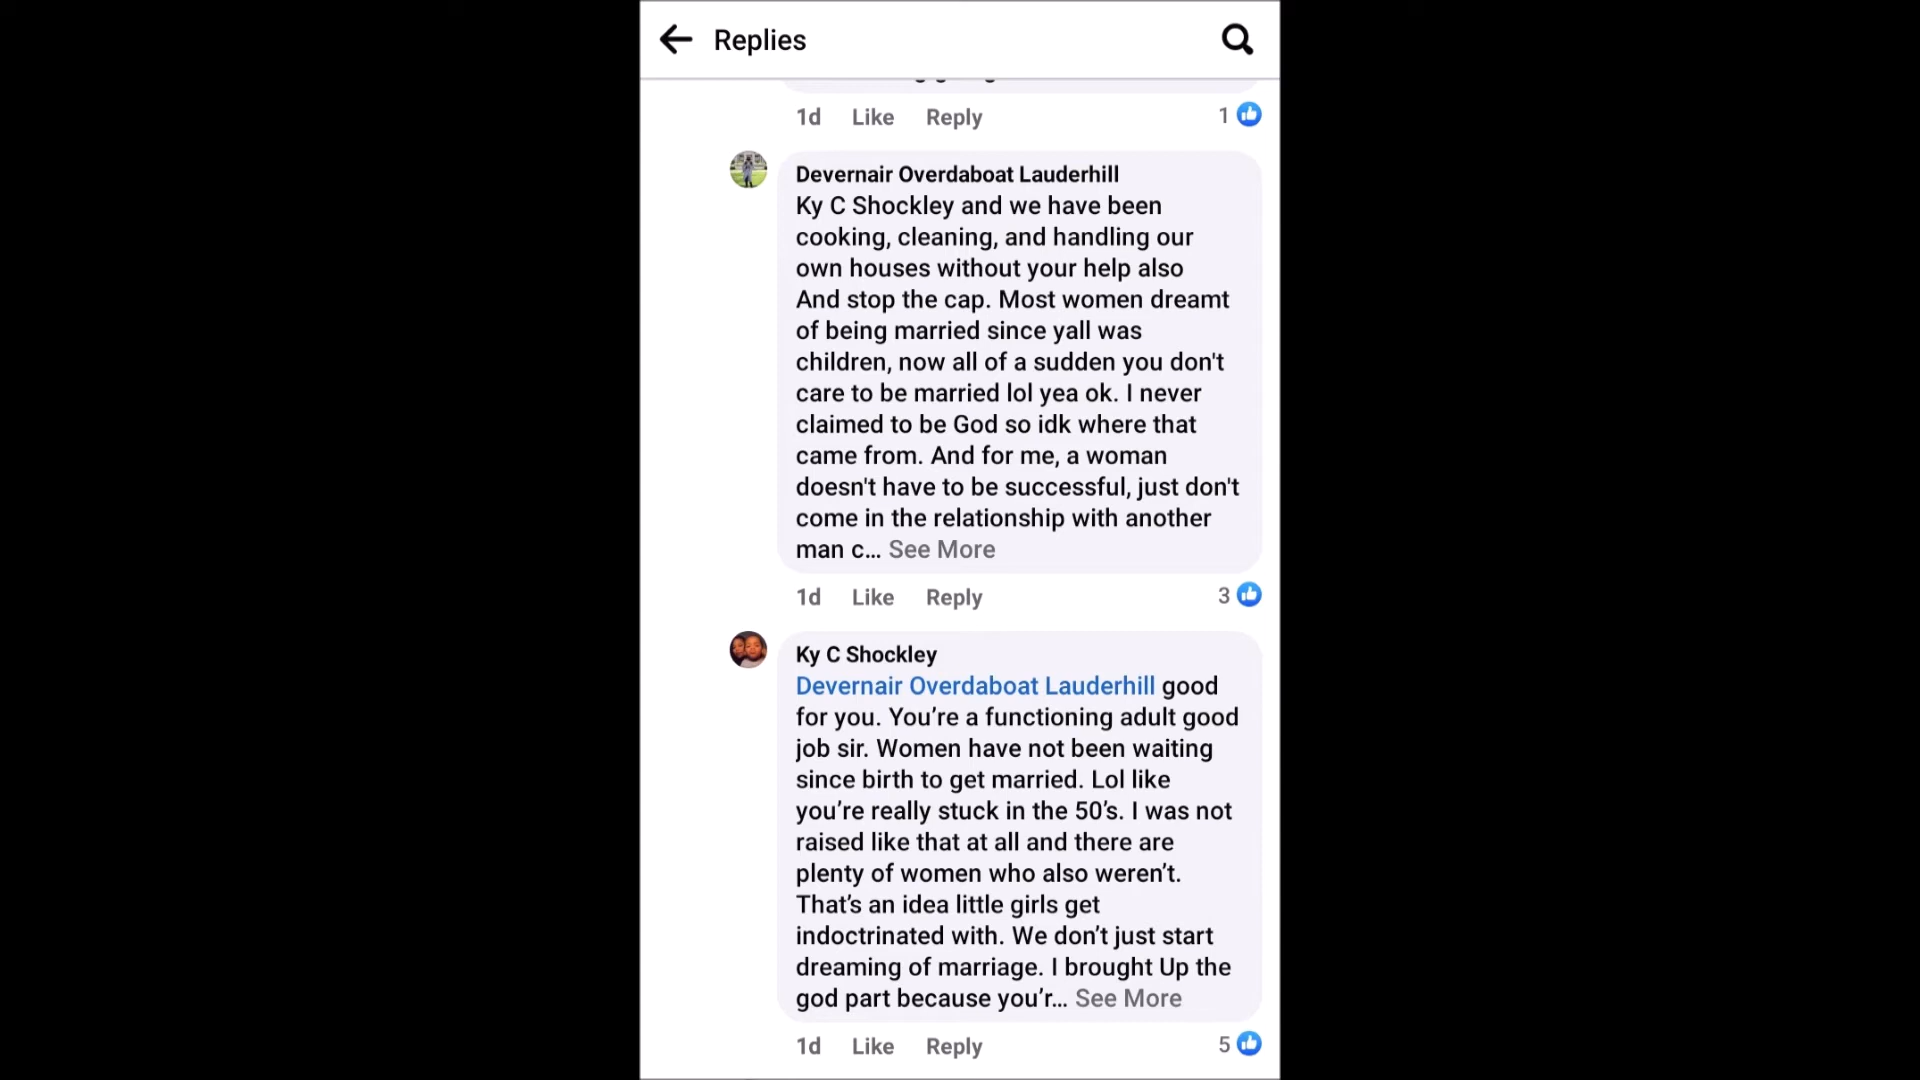 Replies
1d Like Reply 1
Devernair Overdaboat Lauderhill
Ky C Shockley and we have been
cooking, cleaning, and handling our
own houses without your help also
And stop the cap. Most women dreamt
of being married since yall was
children, now all of a sudden you don't
care to be married lol yea ok. I never
claimed to be God so idk where that
came from. And for me, a woman
doesn't have to be successful, just don't
come in the relationship with another
man c... See More
1d Like Reply 3
Ky C Shockley
Devernair Overdaboat Lauderhill good
for you. You’re a functioning adult good
job sir. Women have not been waiting
since birth to get married. Lol like
you’re really stuck in the 50’s. I was not
raised like that at all and there are
plenty of women who also weren’t.
That’s an idea little girls get
indoctrinated with. We don’t just start
dreaming of marriage. I brought Up the
god part because you’r... See More
1d Like Reply 5